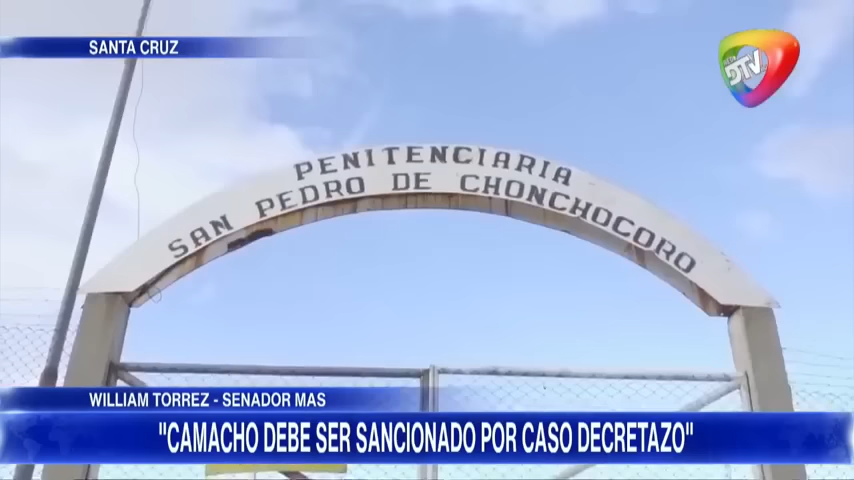 SANTA CRUZ
DTV
PENITENCIARIA
SAN PEDRO DE CHONCHOCORO
WILLIAM TORREZ - SENADOR MAS
"CAMACHO DEBE SER SANCIONADO POR CASO DECRETAZO"